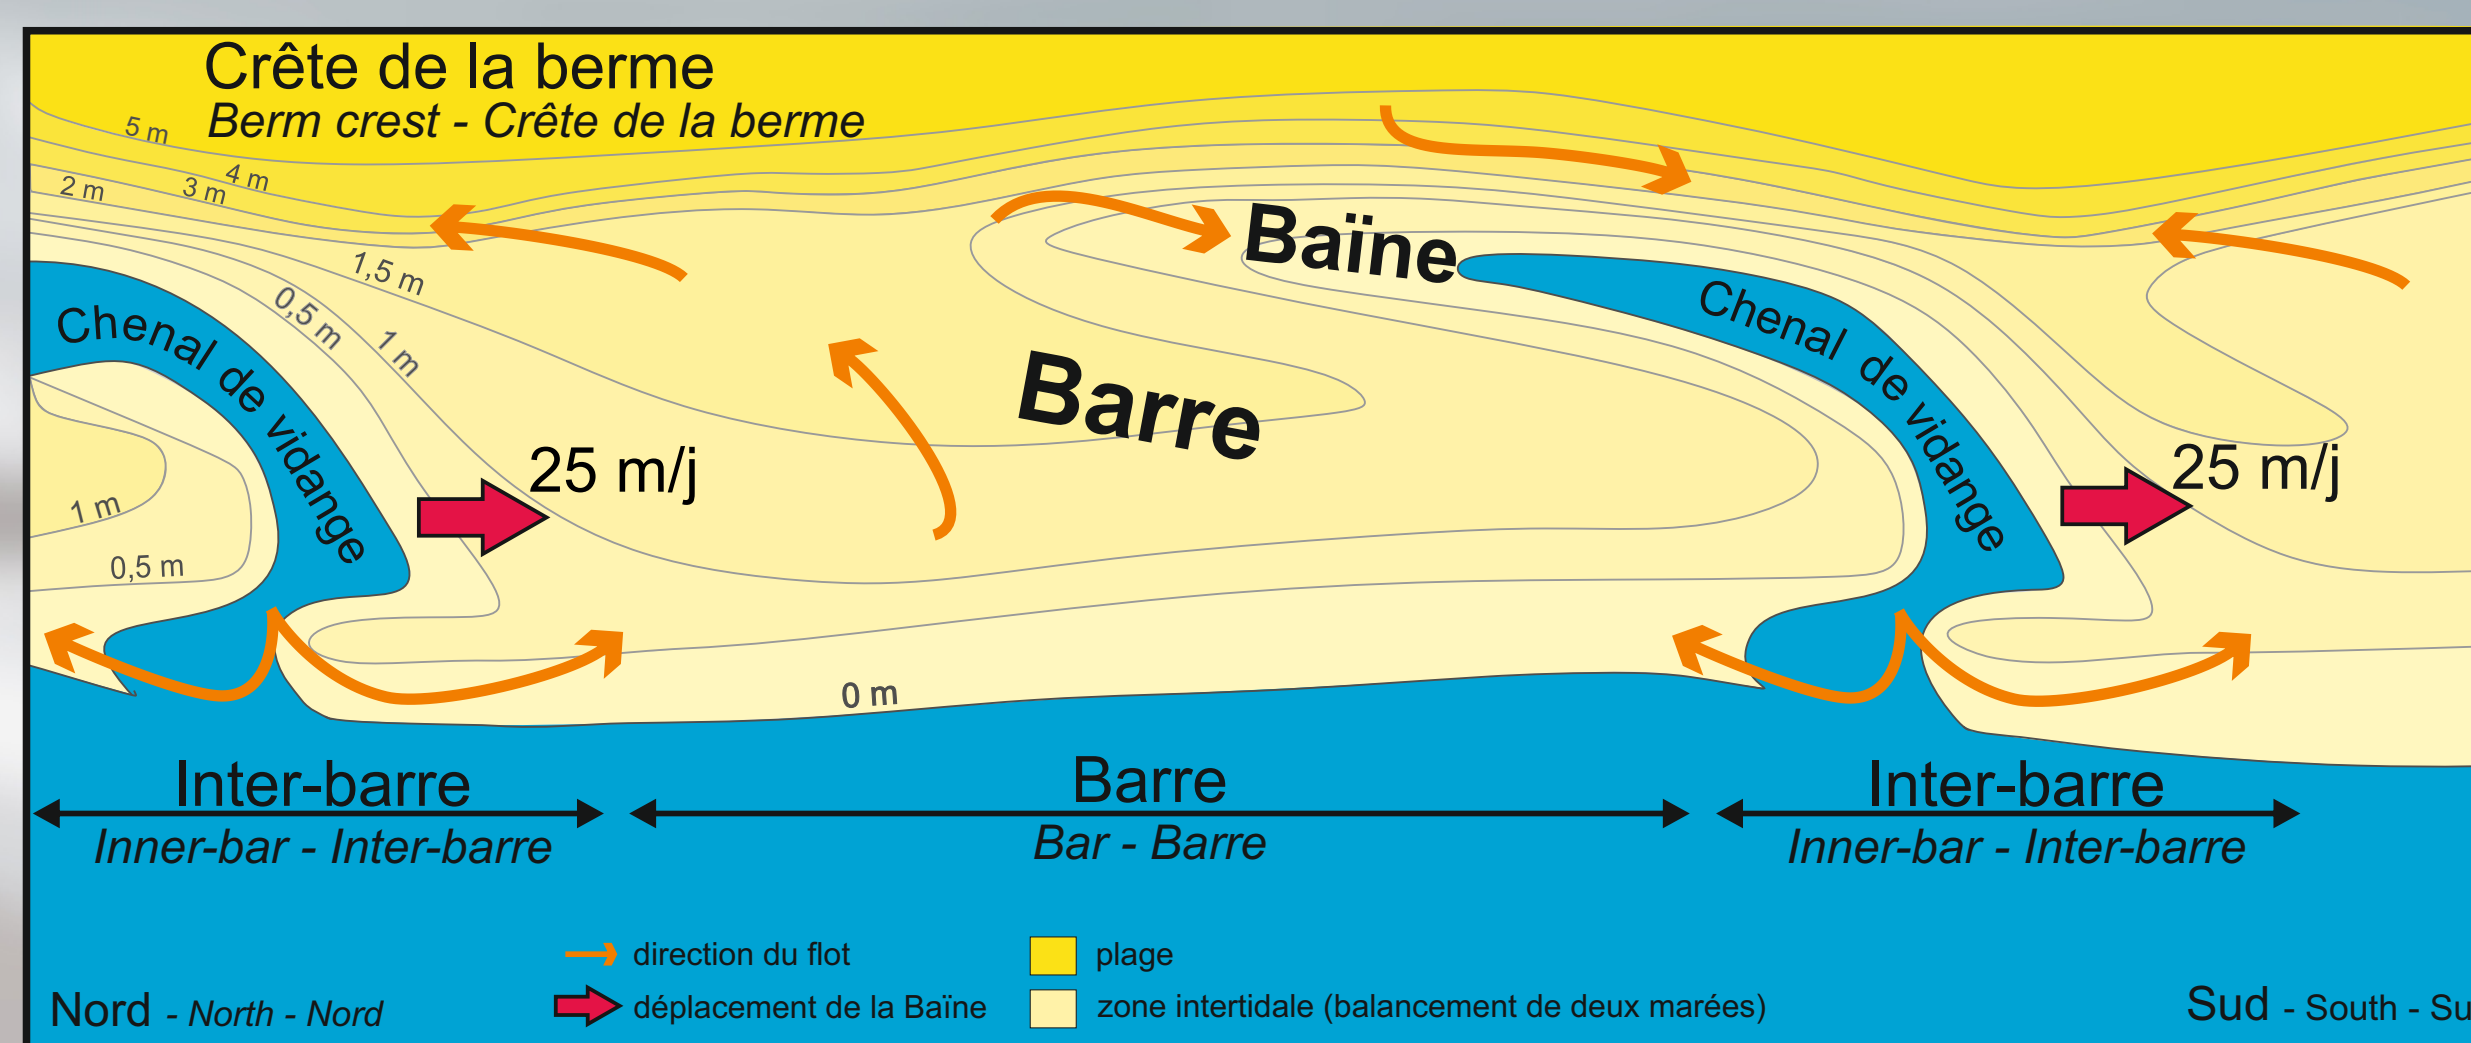 Crête de la berme
Berm crest - Crête de la berme
5 m
4 m
3 m
2 m
1,5 m
0,5 m
1 m
Baïne
Barre
Chenal de vidange
Chenal de vidange
25 m/j
25 m/j
1 m
0,5 m
0 m
Inter-barre
Inner-bar - Inter-barre
Barre
Bar - Barre
Inter-barre
Inner-bar - Inter-barre
direction du flot
déplacement de la Baïne
plage
zone intertidale (balancement de deux marées)
Nord - North - Nord
Sud - South - Su